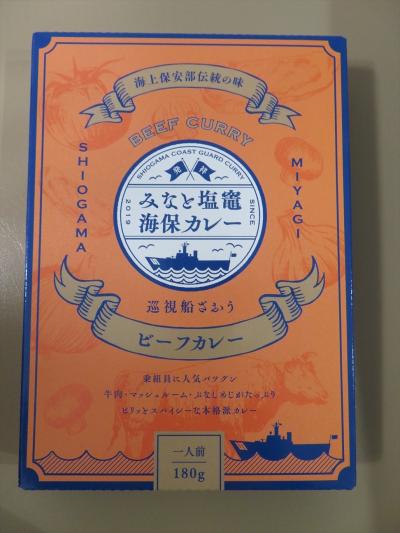 海上保安部伝統の味
BEEF CURRY
SHIOGAMA
MIYAGI
SHIOGAMA COAST GUARD CURRY
発祥
2019
SINCE
みなと塩竈
海保カレー
巡視船ざおう
ビーフカレー
乗組員に人気バツグン
牛肉・マッシュルーム・ぶなしめじがたっぷり
ピリッとスパイシーな本格派カレー
一人前
180g